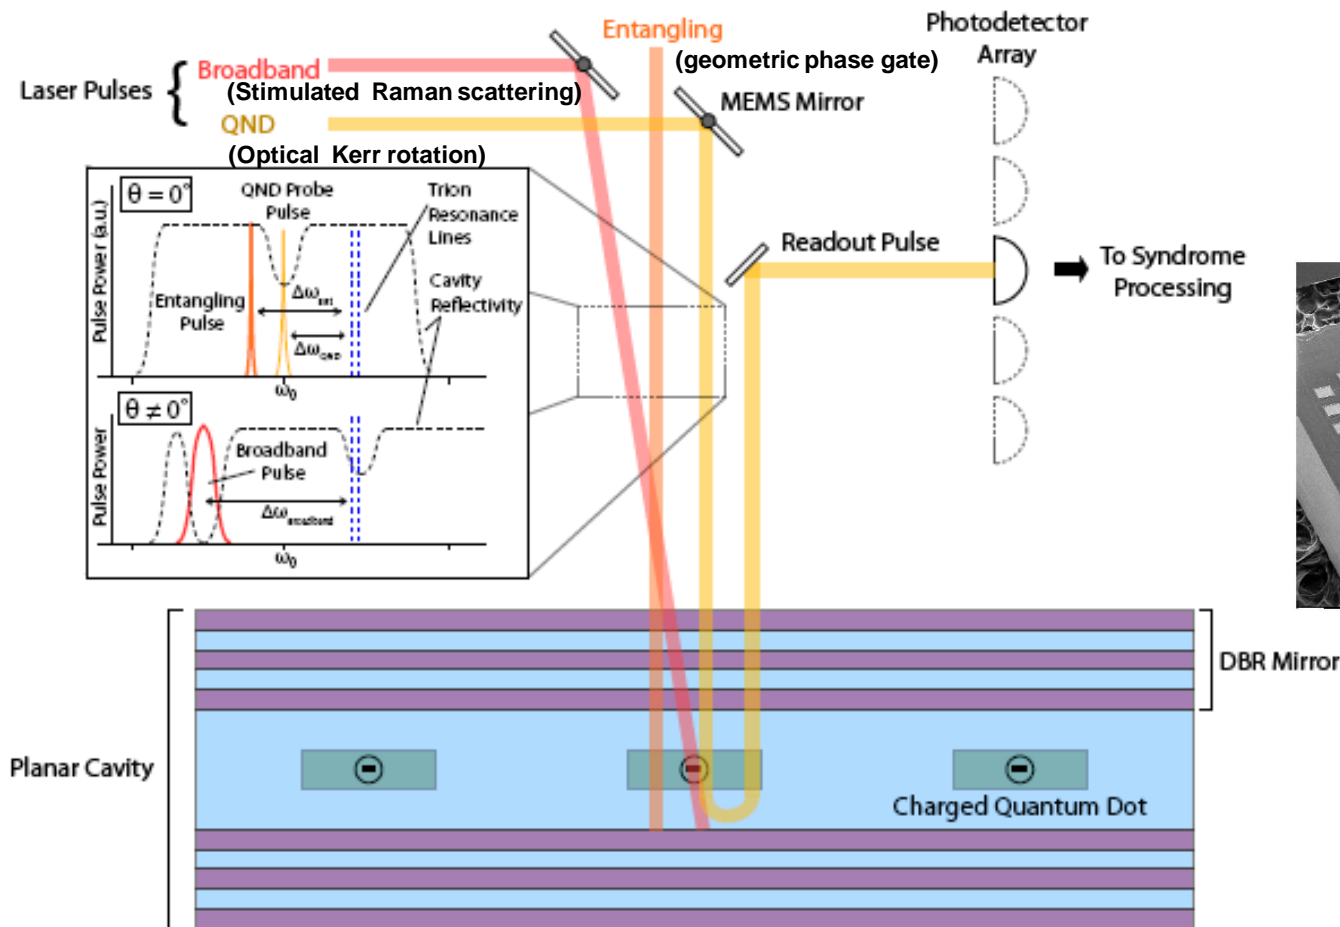 Photodetector
Array
Entangling
(geometric phase gate)
Laser Pulses {
Broadband
(Stimulated Raman scattering)
MEMS Mirror
QND
(Optical Kerr rotation)
θ = 0°
QND Probe
Pulse
Trion
Resonance
Lines
Pulse Power (a.u.)
Entangling
Pulse
Δω
Cavity
Reflectivity
Δω QND
ω₀
Readout Pulse
To Syndrome
Processing
θ ≠ 0°
Pulse Power
Broadband
Pulse
Δω broadband
ω₀
DBR Mirror
Planar Cavity
Charged Quantum Dot